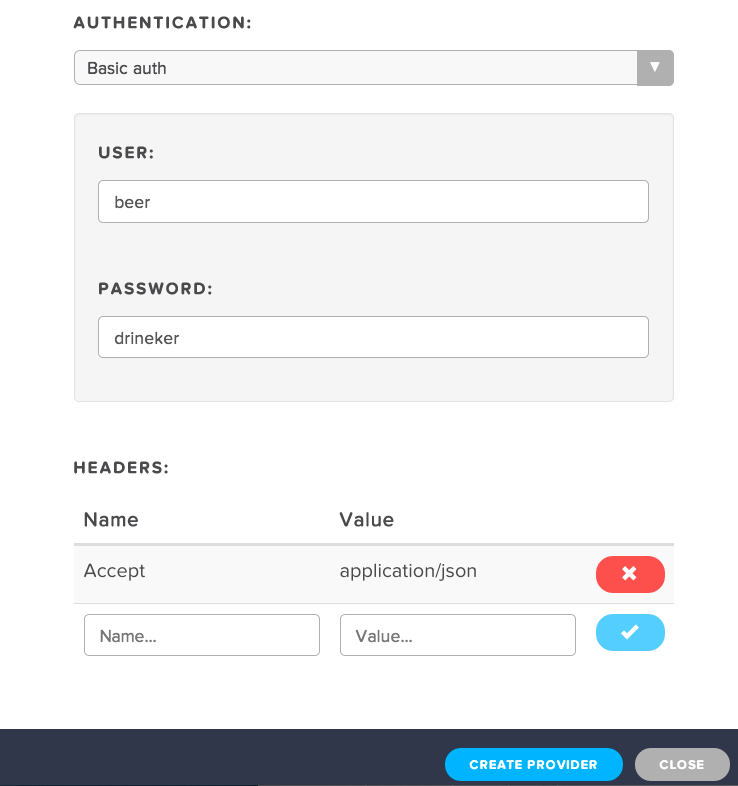 AUTHENTICATION:
Basic auth
USER:
beer
PASSWORD:
drineker
HEADERS:
Name Value
Accept application/json
Name... Value...
CREATE PROVIDER CLOSE